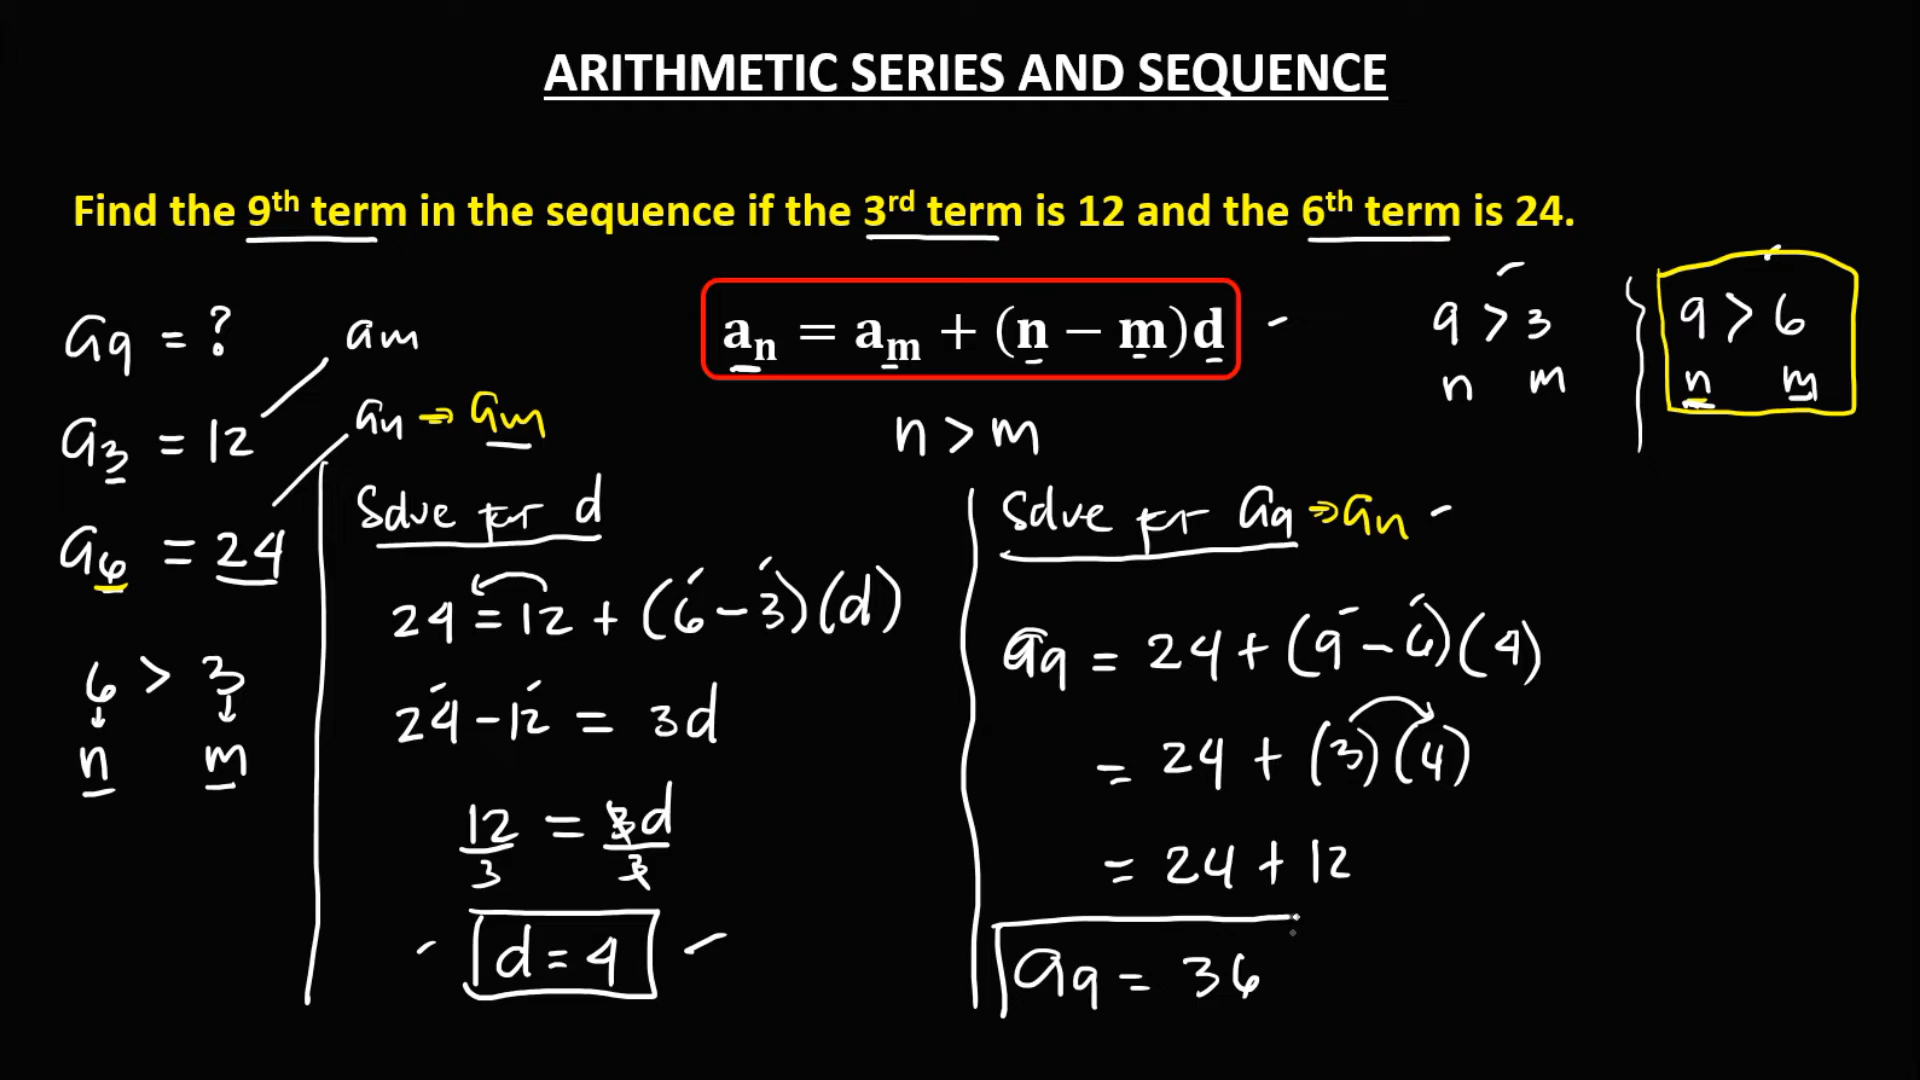 ARITHMETIC SERIES AND SEQUENCE
Find the 9th term in the sequence if the 3rd term is 12 and the 6th term is 24.
a9 = ?
am
a3 = 12
an ⇒ am
a6 = 24
6 > 3
n m
an = am + (n − m)d
n > m
9 > 3
n m
9 > 6
n m
Solve for d
24 = 12 + (6 − 3)(d)
24 − 12 = 3d
12/3 = 3d/3
d = 4
Solve for a9 ⇒ an
a9 = 24 + (9 − 6)(4)
= 24 + (3)(4)
= 24 + 12
a9 = 36